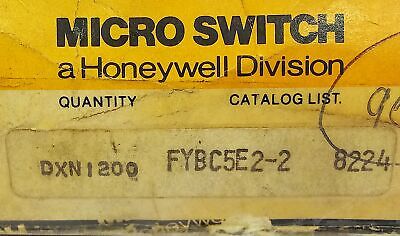 MICRO SWITCH
a Honeywell Division
QUANTITY CATALOG LIST.
DXN1200 FYBC5E2-2 8224-